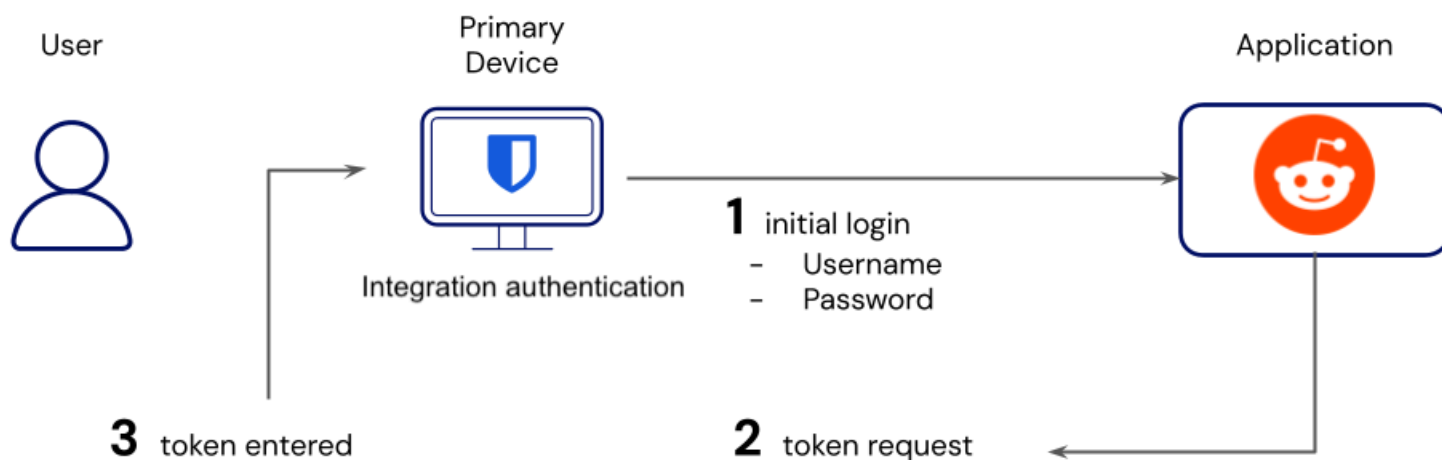 User
Primary
Device
Application
Integration authentication
1 initial login
- Username
- Password
3 token entered
2 token request